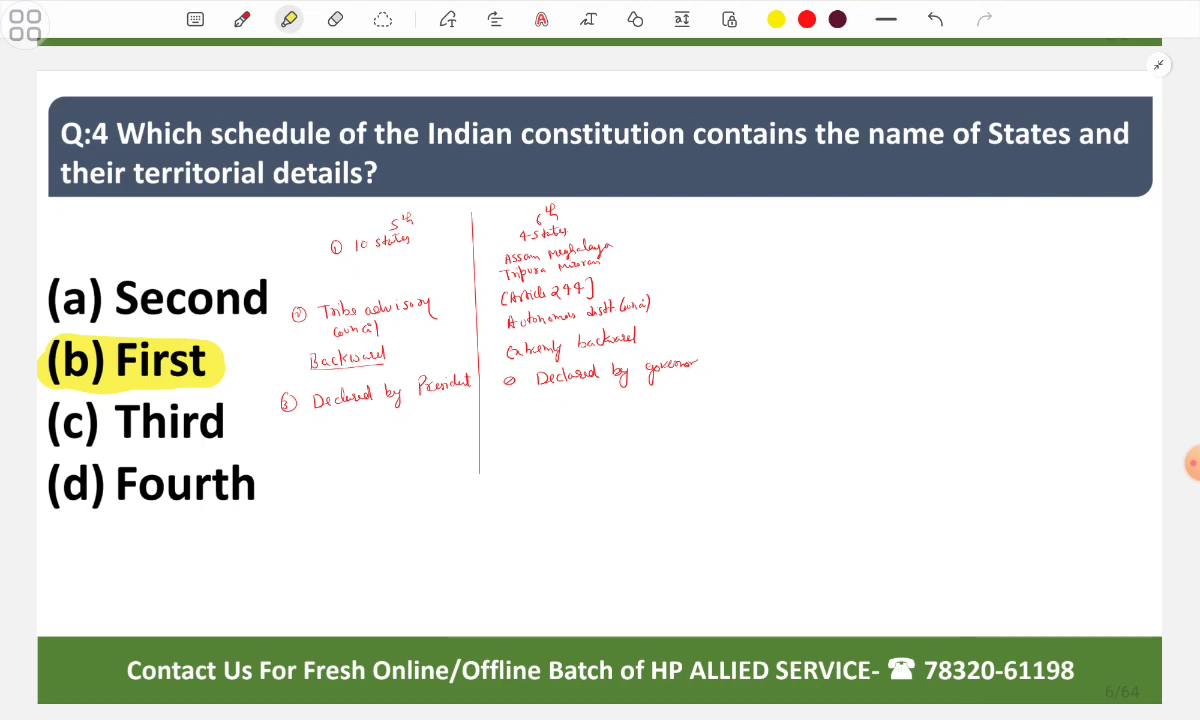 Q:4 Which schedule of the Indian constitution contains the name of States and
their territorial details?
5th
① 10 states
② Tribe advisory
council
Backward
③ Declared by President
6th
4-states
Assam Meghalaya
Tripura Mizoram
[Article 244]
Autonomous distt Council
Extremely backward
Declared by governor
(a) Second
(b) First
(c) Third
(d) Fourth
Contact Us For Fresh Online/Offline Batch of HP ALLIED SERVICE- ☎ 78320-61198
6/64